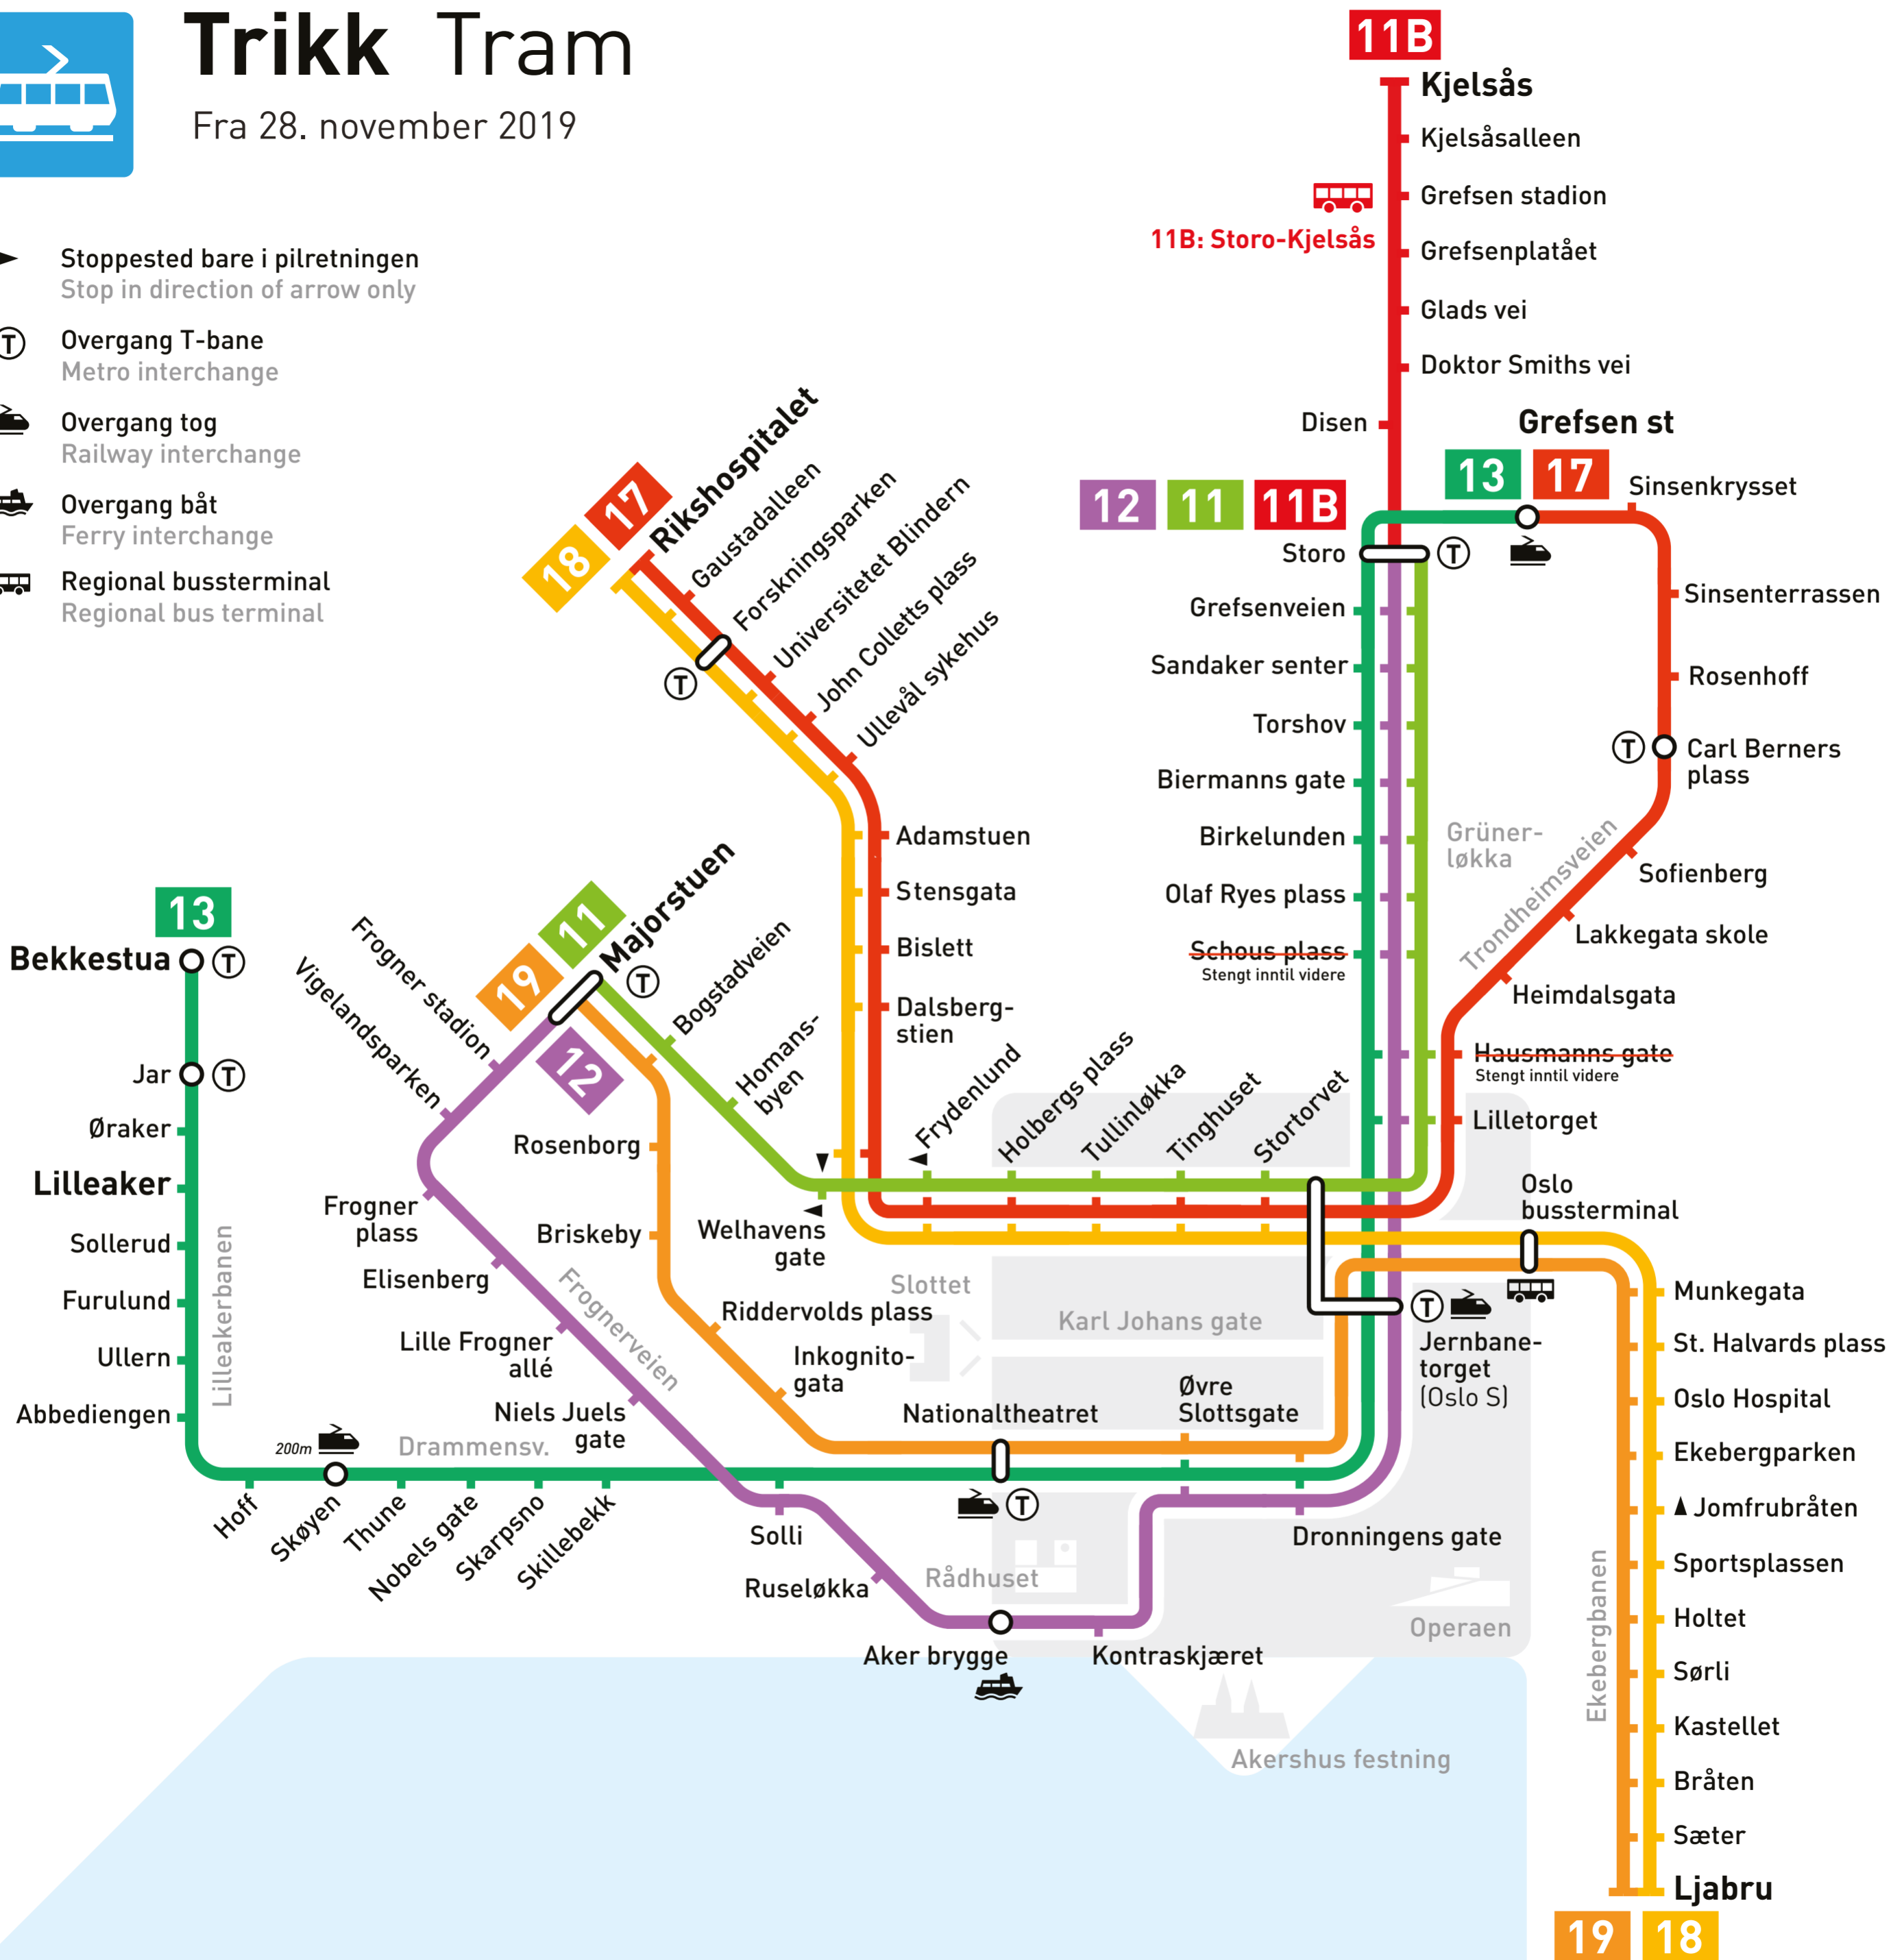 Trikk Tram
Fra 28. november 2019
Stoppested bare i pilretningen
Stop in direction of arrow only
T
Overgang T-bane
Metro interchange
Overgang tog
Railway interchange
Overgang båt
Ferry interchange
Regional bussterminal
Regional bus terminal
11B
Kjelsås
Kjelsåsalleen
Grefsen stadion
11B: Storo-Kjelsås
Grefsenplatået
Glads vei
Doktor Smiths vei
Disen
Grefsen st
13 17
Sinsenkrysset
12 11 11B
Storo
T
Grefsenveien
Sandaker senter
Torshov
Biermanns gate
Birkelunden
Olaf Ryes plass
Schous plass
Stengt inntil videre
Grüner-
løkka
Sinsenterrassen
Rosenhoff
T
Carl Berners
plass
Trondheimsveien
Sofienberg
Lakkegata skole
Heimdalsgata
Hausmanns gate
Stengt inntil videre
Lilletorget
18 17
Rikshospitalet
Gaustadalleen
Forskningsparken
T
Universitetet Blindern
John Colletts plass
Ullevål sykehus
Adamstuen
Stensgata
Bislett
Dalsberg-
stien
19 11
Majorstuen
T
12
Bogstadveien
Homans-
byen
Welhavens
gate
Frydenlund
Holbergs plass
Tullinløkka
Tinghuset
Stortorvet
Frogner stadion
Vigelandsparken
Frogner
plass
Elisenberg
Lille Frogner
allé
Niels Juels
gate
Frognerveien
Rosenborg
Briskeby
Riddervolds plass
Inkognito-
gata
Nationaltheatret
T
Øvre
Slottsgate
Slottet
Karl Johans gate
T
Jernbane-
torget
(Oslo S)
Oslo
bussterminal
13
Bekkestua
T
Jar
T
Øraker
Lilleaker
Sollerud
Furulund
Ullern
Abbediengen
Lilleakerbanen
200m
Drammensv.
Hoff
Skøyen
Thune
Nobels gate
Skarpsno
Skillebekk
Solli
Ruseløkka
Rådhuset
Aker brygge
Kontraskjæret
Dronningens gate
Operaen
Akershus festning
Munkegata
St. Halvards plass
Oslo Hospital
Ekebergparken
Jomfrubråten
Sportsplassen
Holtet
Sørli
Kastellet
Bråten
Sæter
Ljabru
Ekebergbanen
19 18